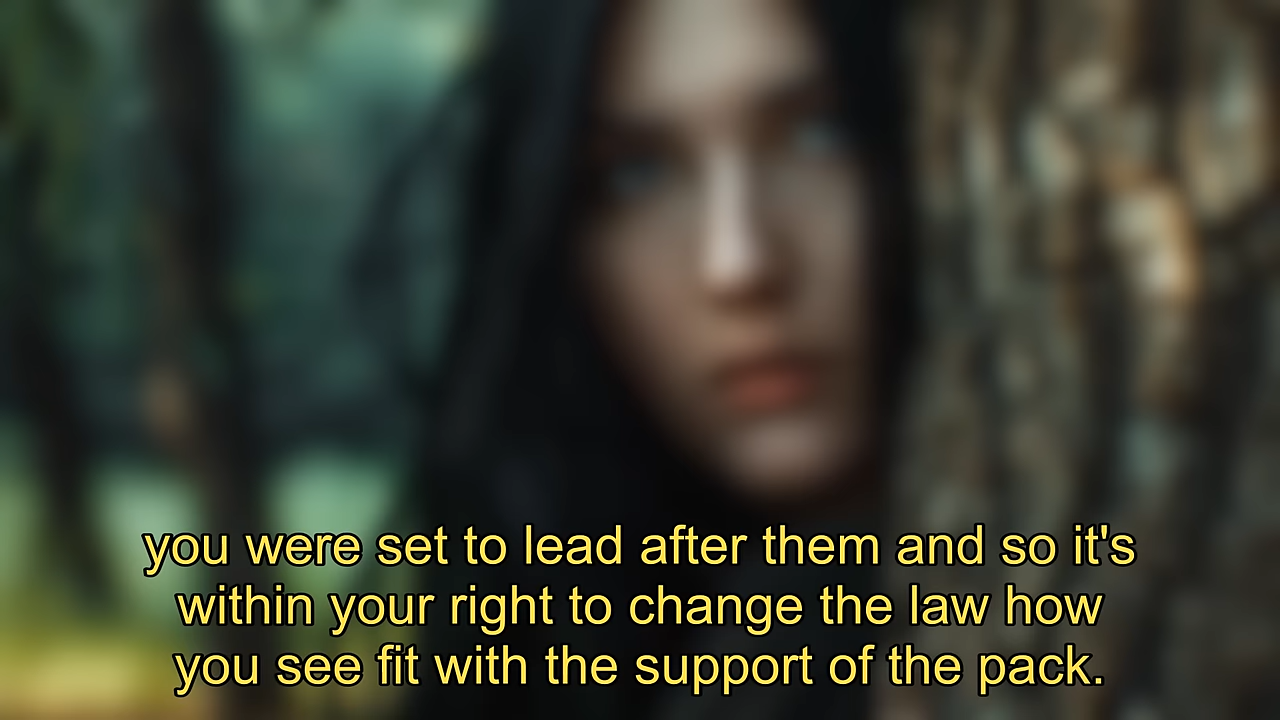 you were set to lead after them and so it's
within your right to change the law how
you see fit with the support of the pack.